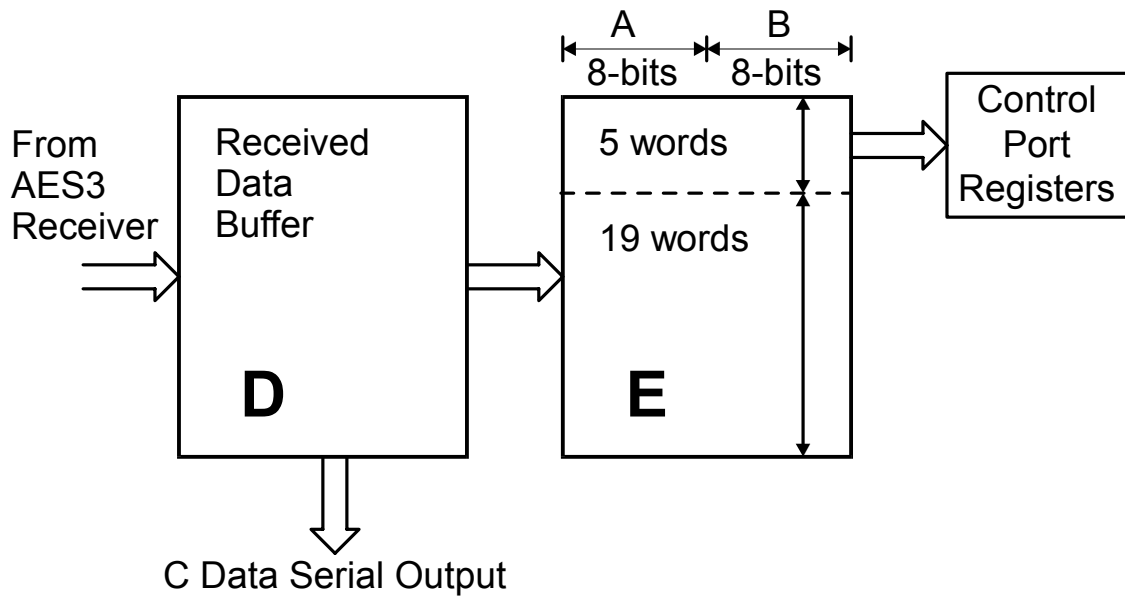 From
AES3
Receiver
Received
Data
Buffer
D
C Data Serial Output
A B
8-bits 8-bits
5 words
19 words
E
Control
Port
Registers